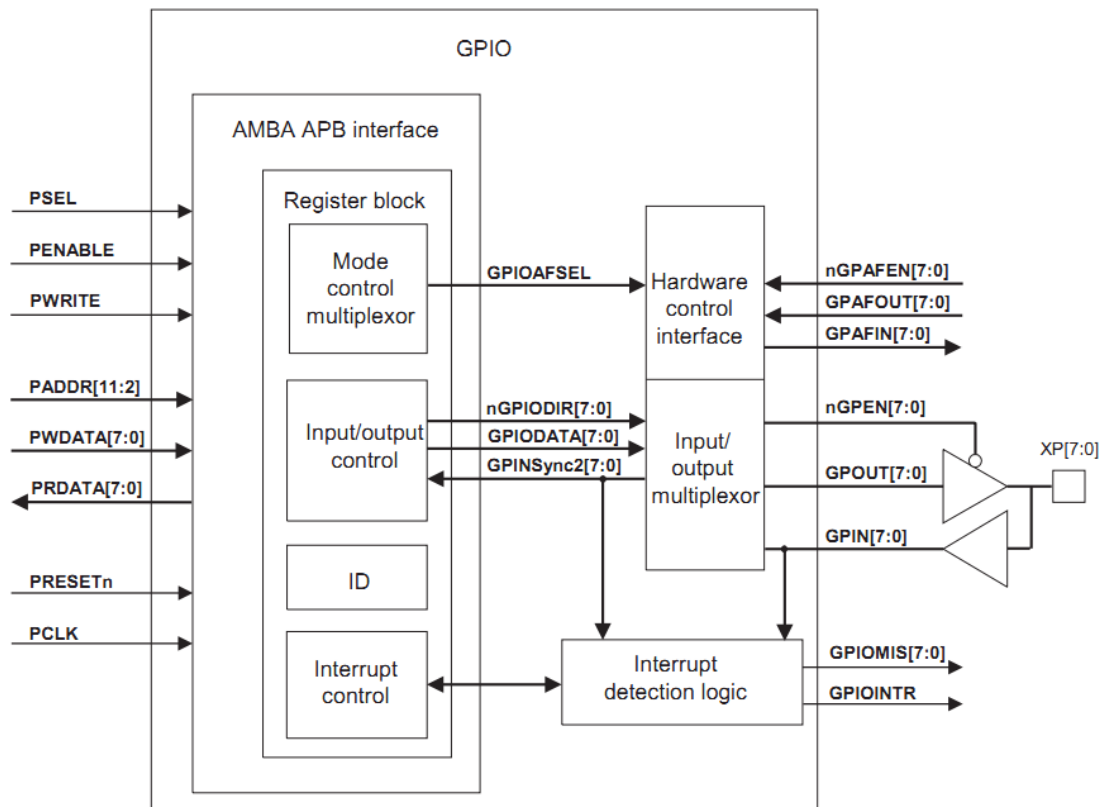 GPIO
AMBA APB interface
Register block
PSEL
PENABLE
PWRITE
PADDR[11:2]
PWDATA[7:0]
PRDATA[7:0]
PRESETn
PCLK
Mode
control
multiplexor
Input/output
control
ID
Interrupt
control
GPIOAFSEL
nGPIODIR[7:0]
GPIODATA[7:0]
GPINSync2[7:0]
Hardware
control
interface
Input/
output
multiplexor
Interrupt
detection logic
nGPAFEN[7:0]
GPAFOUT[7:0]
GPAFIN[7:0]
nGPEN[7:0]
GPOUT[7:0]
GPIN[7:0]
XP[7:0]
GPIOMIS[7:0]
GPIOINTR